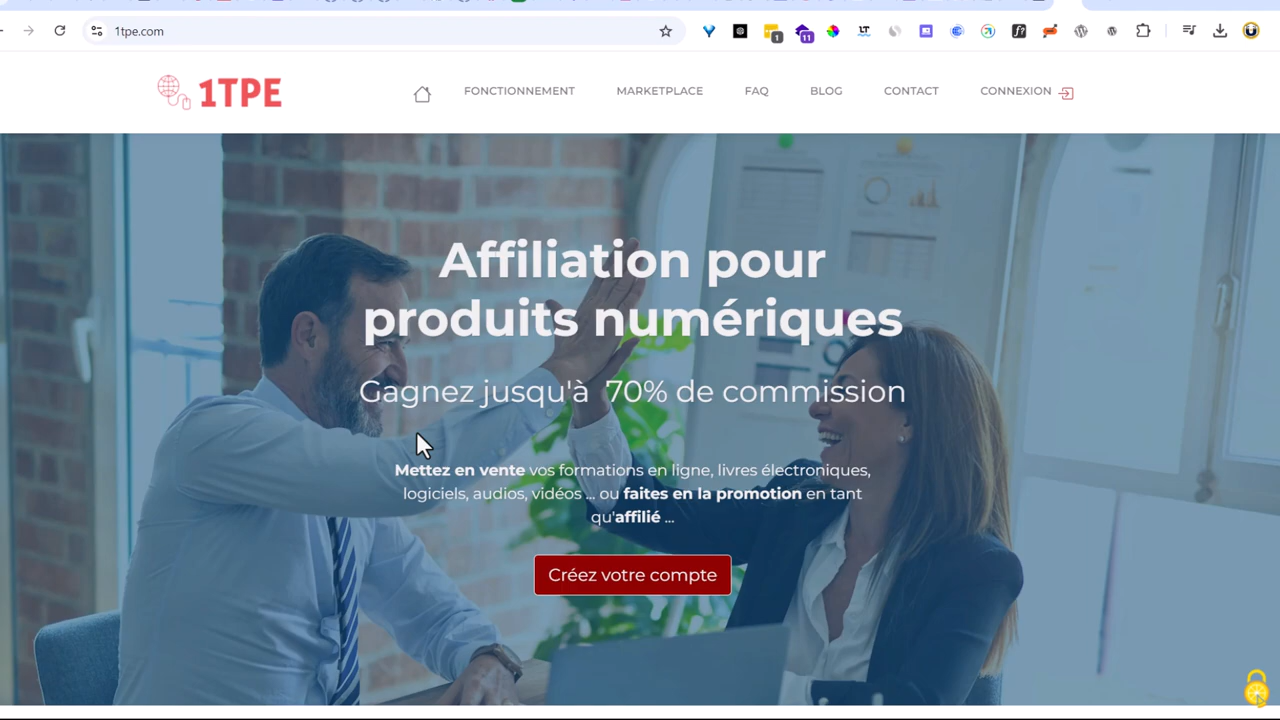 1tpe.com
1
11
1TPE
FONCTIONNEMENT MARKETPLACE FAQ BLOG CONTACT CONNEXION
Affiliation pour
produits numériques
Gagnez jusqu'à 70% de commission
Mettez en vente vos formations en ligne, livres électroniques,
logiciels, audios, vidéos ... ou faites en la promotion en tant
qu'affilié ...
Créez votre compte